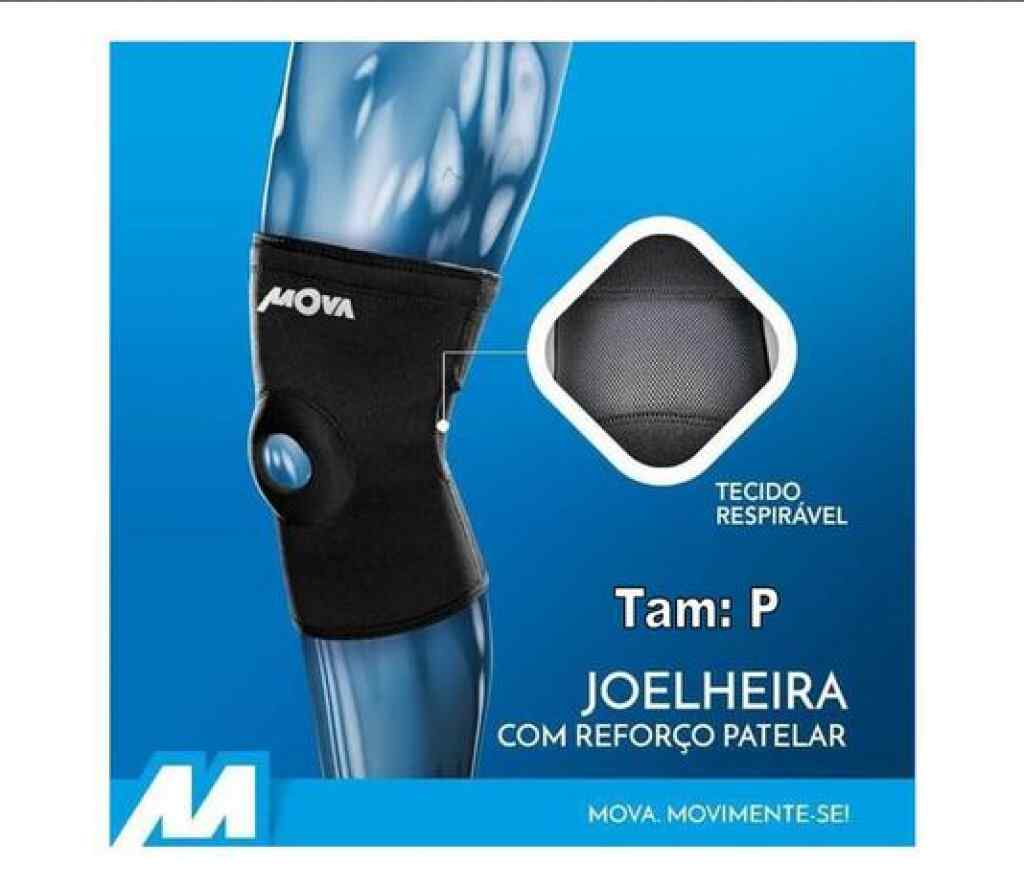 MOVA
TECIDO
RESPIRÁVEL
Tam: P
JOELHEIRA
COM REFORÇO PATELAR
M
MOVA. MOVIMENTE-SE!